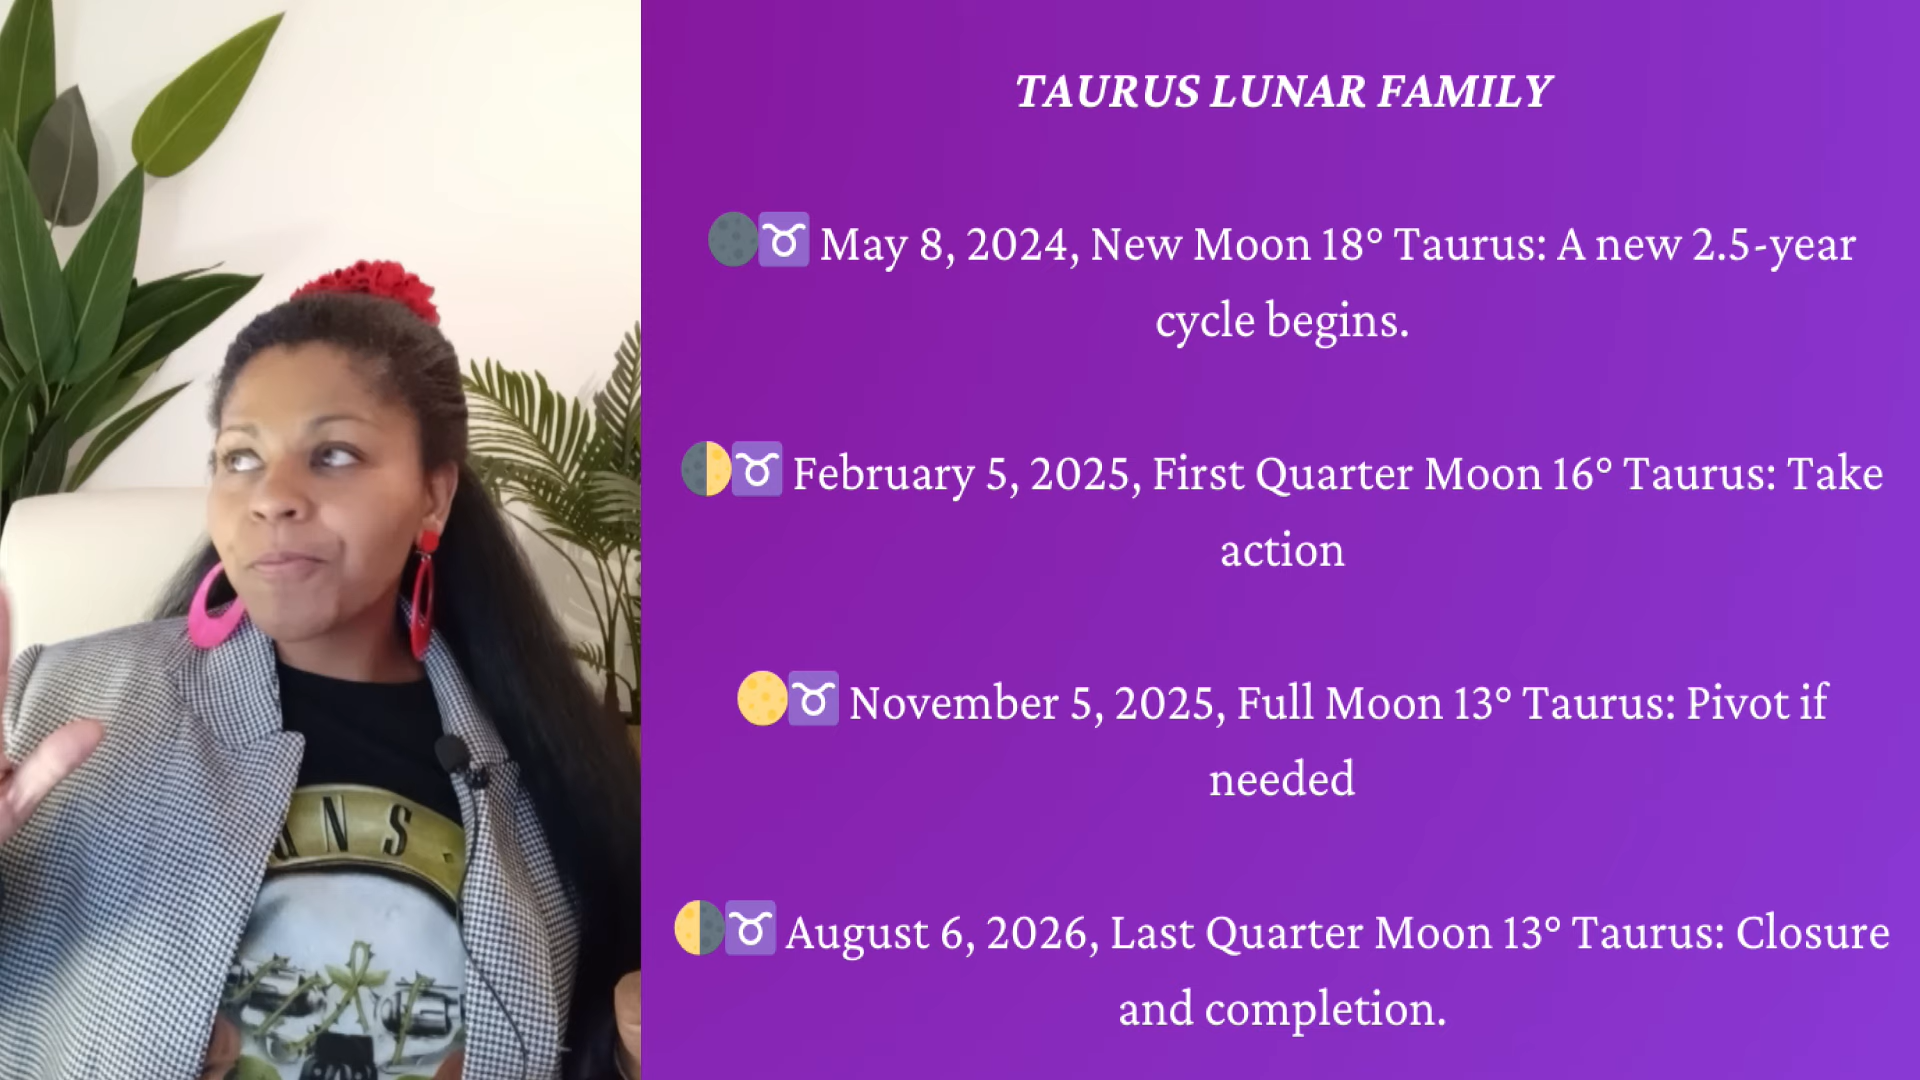 TAURUS LUNAR FAMILY
🌑♉ May 8, 2024, New Moon 18° Taurus: A new 2.5-year
cycle begins.
🌓♉ February 5, 2025, First Quarter Moon 16° Taurus: Take
action
🌕♉ November 5, 2025, Full Moon 13° Taurus: Pivot if
needed
🌗♉ August 6, 2026, Last Quarter Moon 13° Taurus: Closure
and completion.
NS